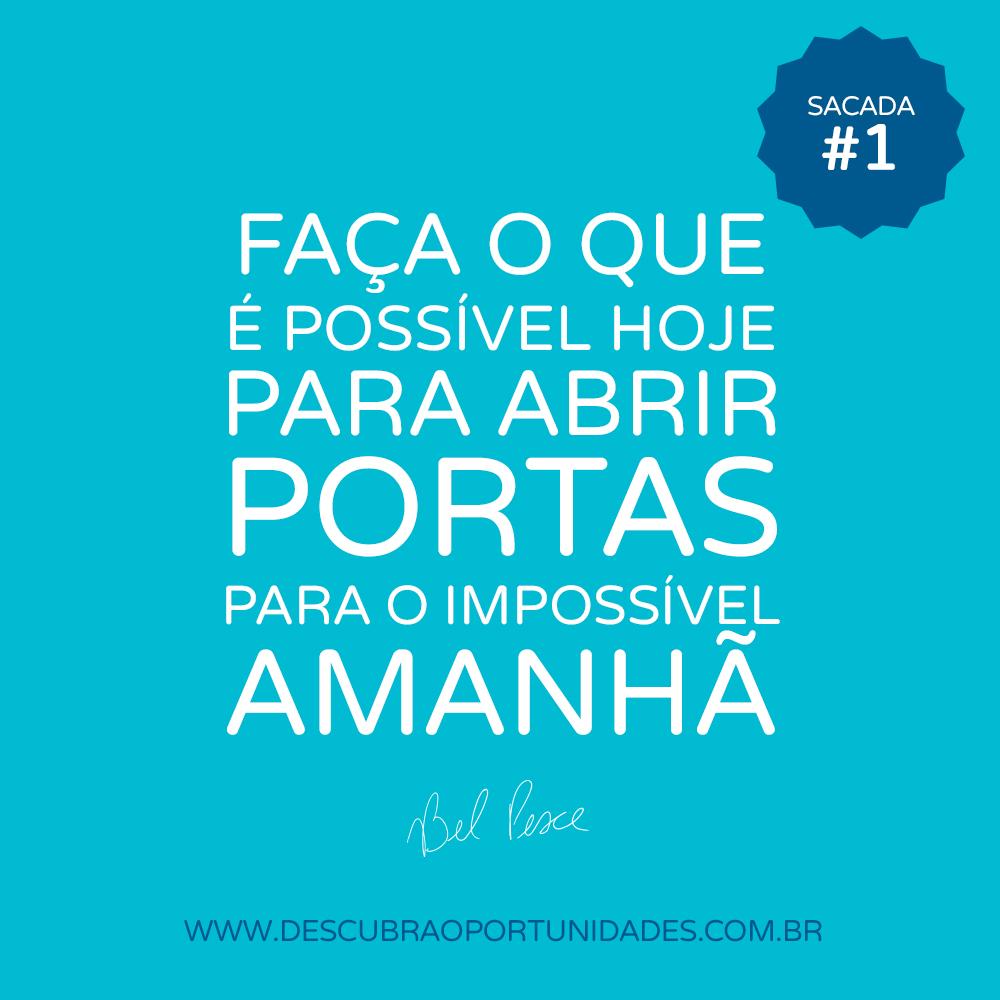 SACADA
#1
FAÇA O QUE
É POSSÍVEL HOJE
PARA ABRIR
PORTAS
PARA O IMPOSSÍVEL
AMANHÃ
Bel Pesce
WWW.DESCUBRAOPORTUNIDADES.COM.BR